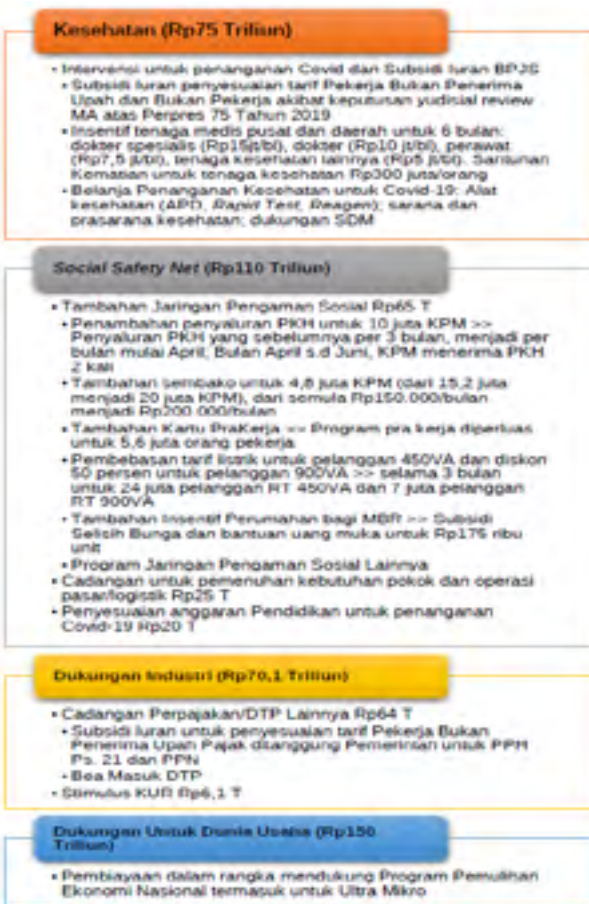 Kesehatan (Rp75 Triliun)
• Intervensi untuk penanganan Covid dan Subsidi Iuran BPJS
• Subsidi Iuran penyesuaian tarif Pekerja Bukan Penerima
Upah dan Bukan Pekerja akibat keputusan yudisial review
MA atas Perpres 75 Tahun 2019
• Insentif tenaga medis pusat dan daerah untuk 6 bulan:
dokter spesialis (Rp15jt/bl), dokter (Rp10 jt/bl), perawat
(Rp7,5 jt/bl), tenaga kesehatan lainnya (Rp5 jt/bl). Santunan
Kematian untuk tenaga kesehatan Rp300 juta/orang
• Belanja Penanganan Kesehatan untuk Covid-19: Alat
kesehatan (APD, Rapid Test, Reagen); sarana dan
prasarana kesehatan; dukungan SDM
Social Safety Net (Rp110 Triliun)
• Tambahan Jaringan Pengaman Sosial Rp65 T
• Penambahan penyaluran PKH untuk 10 juta KPM >>
Penyaluran PKH yang sebelumnya per 3 bulan, menjadi per
bulan mulai April, Bulan April s.d Juni, KPM menerima PKH
2 kali
• Tambahan sembako untuk 4,8 juta KPM (dari 15,2 juta
menjadi 20 juta KPM), dari semula Rp150.000/bulan
menjadi Rp200.000/bulan
• Tambahan Kartu PraKerja >> Program pra kerja diperluas
untuk 5,6 juta orang pekerja
• Pembebasan tarif listrik untuk pelanggan 450VA dan diskon
50 persen untuk pelanggan 900VA >> selama 3 bulan
untuk 24 juta pelanggan RT 450VA dan 7 juta pelanggan
RT 900VA
• Tambahan Insentif Perumahan bagi MBR >> Subsidi
Selisih Bunga dan bantuan uang muka untuk Rp175 ribu
unit
• Program Jaringan Pengaman Sosial Lainnya
• Cadangan untuk pemenuhan kebutuhan pokok dan operasi
pasar/logistik Rp25 T
• Penyesuaian anggaran Pendidikan untuk penanganan
Covid-19 Rp20 T
Dukungan Industri (Rp70,1 Triliun)
• Cadangan Perpajakan/DTP Lainnya Rp64 T
• Subsidi Iuran untuk penyesuaian tarif Pekerja Bukan
Penerima Upah Pajak ditanggung Pemerintah untuk PPH
Ps. 21 dan PPN
• Bea Masuk DTP
• Stimulus KUR Rp6,1 T
Dukungan Untuk Dunia Usaha (Rp150
Triliun)
• Pembiayaan dalam rangka mendukung Program Pemulihan
Ekonomi Nasional termasuk untuk Ultra Mikro